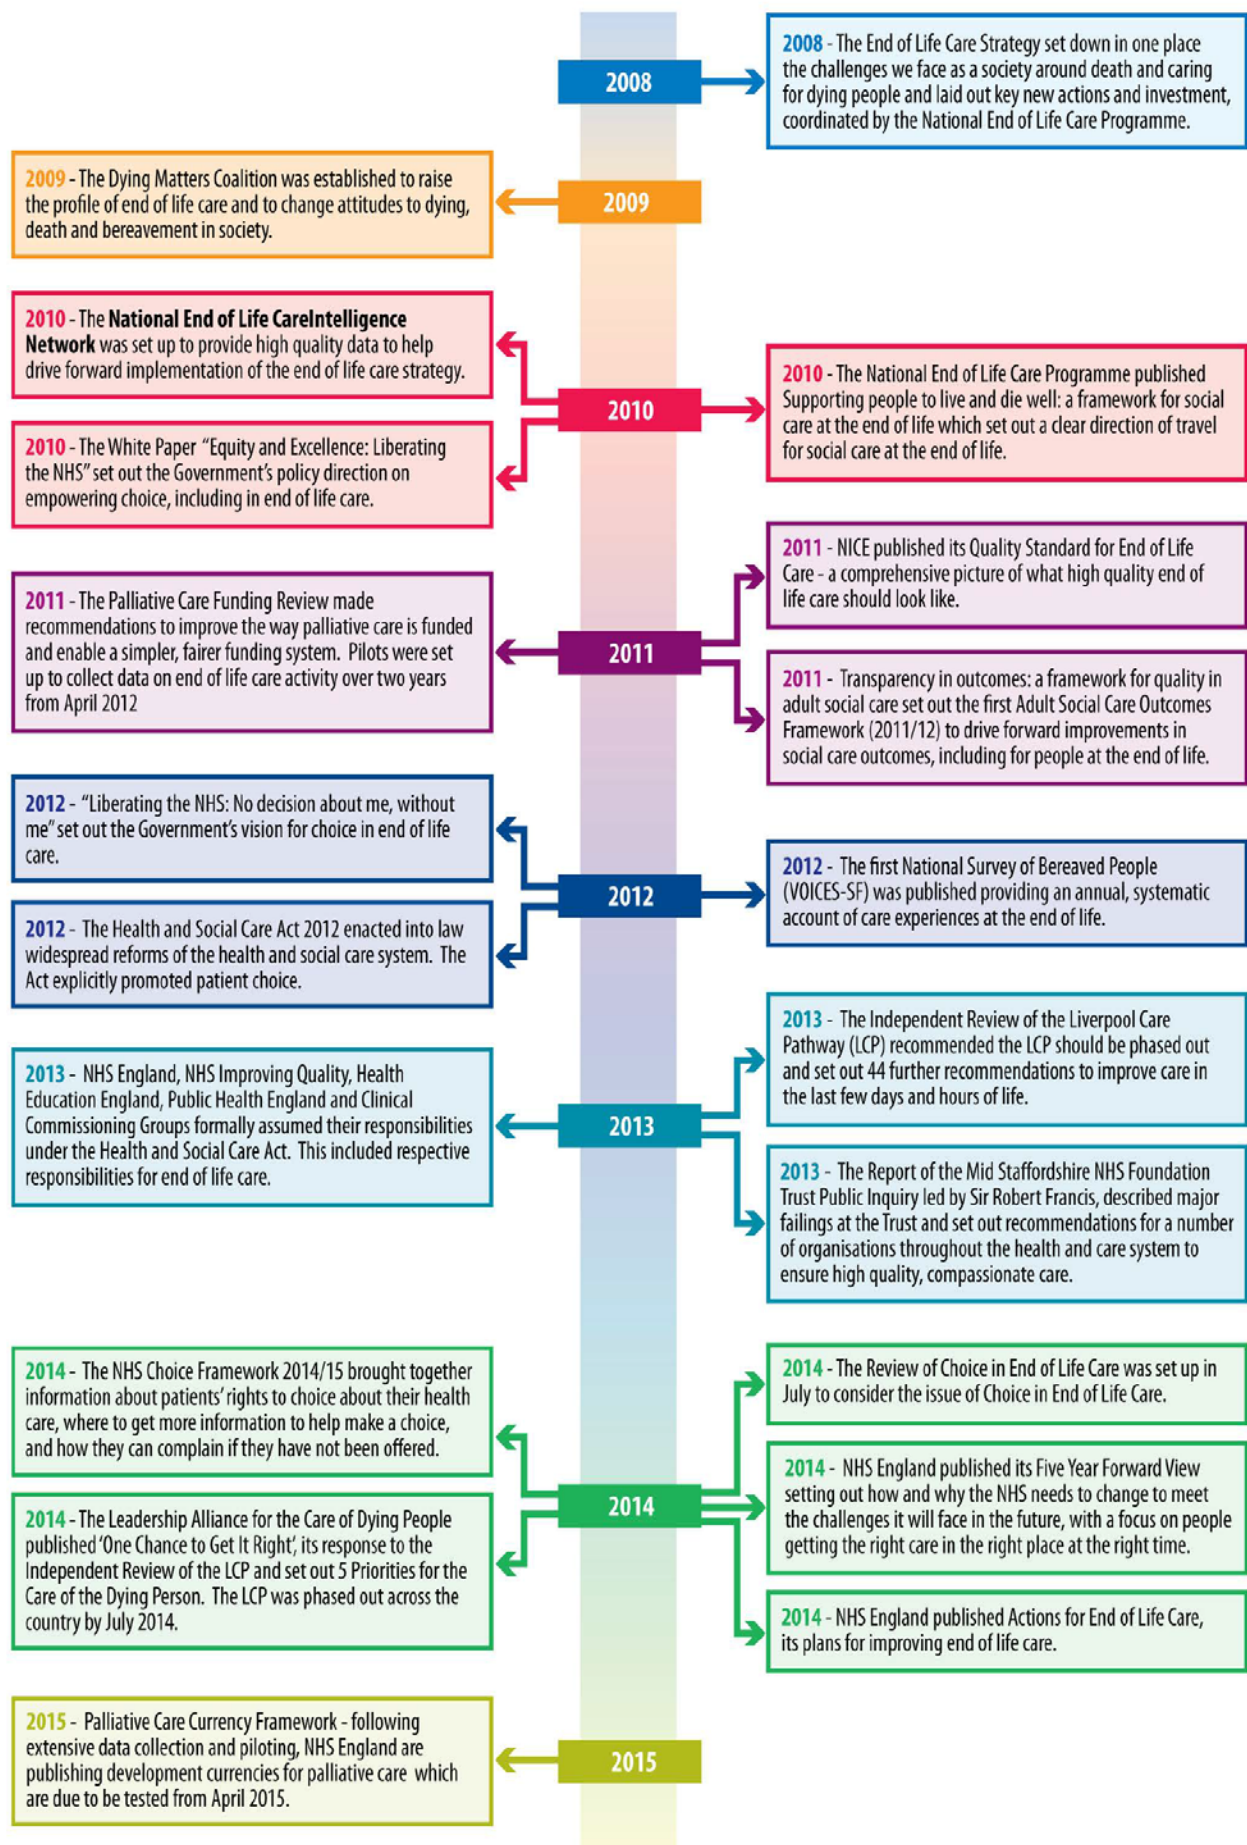 2008
2008 - The End of Life Care Strategy set down in one place
the challenges we face as a society around death and caring
for dying people and laid out key new actions and investment,
coordinated by the National End of Life Care Programme.
2009 - The Dying Matters Coalition was established to raise
the profile of end of life care and to change attitudes to dying,
death and bereavement in society.
2009
2010 - The National End of Life CareIntelligence
Network was set up to provide high quality data to help
drive forward implementation of the end of life care strategy.
2010 - The White Paper “Equity and Excellence: Liberating
the NHS” set out the Government’s policy direction on
empowering choice, including in end of life care.
2010
2010 - The National End of Life Care Programme published
Supporting people to live and die well: a framework for social
care at the end of life which set out a clear direction of travel
for social care at the end of life.
2011 - The Palliative Care Funding Review made
recommendations to improve the way palliative care is funded
and enable a simpler, fairer funding system. Pilots were set
up to collect data on end of life care activity over two years
from April 2012
2011
2011 - NICE published its Quality Standard for End of Life
Care - a comprehensive picture of what high quality end of
life care should look like.
2011 - Transparency in outcomes: a framework for quality in
adult social care set out the first Adult Social Care Outcomes
Framework (2011/12) to drive forward improvements in
social care outcomes, including for people at the end of life.
2012 - “Liberating the NHS: No decision about me, without
me” set out the Government’s vision for choice in end of life
care.
2012 - The Health and Social Care Act 2012 enacted into law
widespread reforms of the health and social care system. The
Act explicitly promoted patient choice.
2012
2012 - The first National Survey of Bereaved People
(VOICES-SF) was published providing an annual, systematic
account of care experiences at the end of life.
2013 - NHS England, NHS Improving Quality, Health
Education England, Public Health England and Clinical
Commissioning Groups formally assumed their responsibilities
under the Health and Social Care Act. This included respective
responsibilities for end of life care.
2013
2013 - The Independent Review of the Liverpool Care
Pathway (LCP) recommended the LCP should be phased out
and set out 44 further recommendations to improve care in
the last few days and hours of life.
2013 - The Report of the Mid Staffordshire NHS Foundation
Trust Public Inquiry led by Sir Robert Francis, described major
failings at the Trust and set out recommendations for a number
of organisations throughout the health and care system to
ensure high quality, compassionate care.
2014 - The NHS Choice Framework 2014/15 brought together
information about patients’ rights to choice about their health
care, where to get more information to help make a choice,
and how they can complain if they have not been offered.
2014 - The Leadership Alliance for the Care of Dying People
published ‘One Chance to Get It Right’, its response to the
Independent Review of the LCP and set out 5 Priorities for the
Care of the Dying Person. The LCP was phased out across the
country by July 2014.
2014
2014 - The Review of Choice in End of Life Care was set up in
July to consider the issue of Choice in End of Life Care.
2014 - NHS England published its Five Year Forward View
setting out how and why the NHS needs to change to meet
the challenges it will face in the future, with a focus on people
getting the right care in the right place at the right time.
2014 - NHS England published Actions for End of Life Care,
its plans for improving end of life care.
2015 - Palliative Care Currency Framework - following
extensive data collection and piloting, NHS England are
publishing development currencies for palliative care which
are due to be tested from April 2015.
2015